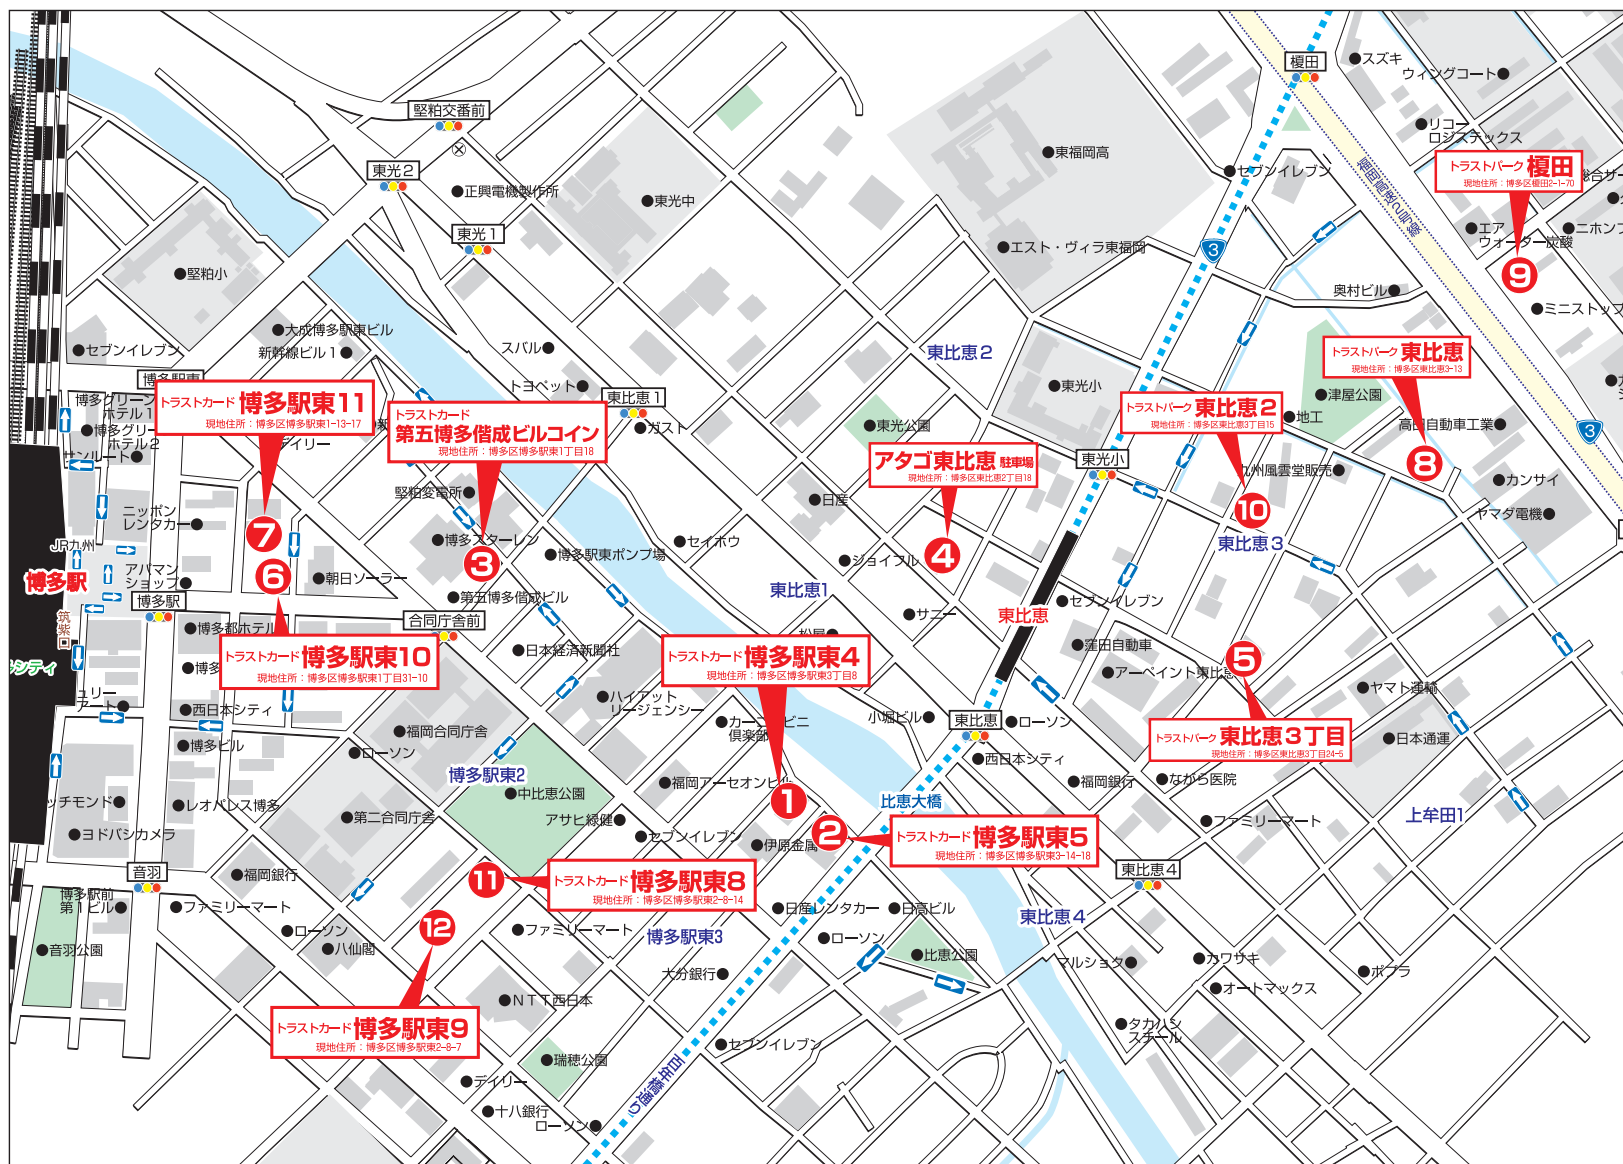 榎田
スズキ
ウィングコート
堅粕交番前
リコー
ロジスティックス
東福岡高
トラストパーク 榎田
現地住所：博多区榎田2-1-70
東光2
セブンイレブン
福岡高速2号線
正興電機製作所
東光中
エア
ウォーター炭酸
ニホンフ
東光1
エスト・ヴィラ東福岡
3
9
堅粕小
奥村ビル
ミニストップ
大成博多駅東ビル
新幹線ビル1
セブンイレブン
スバル
東比恵2
トラストパーク 東比恵
現地住所：博多区東比恵3-13
トヨペット
東光小
津屋公園
博多グリーン
ホテル1
トラストカード 博多駅東11
現地住所：博多区博多駅東1-13-17
東比恵1
トラストカード
第五博多偕成ビルコイン
現地住所：博多区博多駅東1丁目18
ガスト
東光公園
トラストパーク 東比恵2
現地住所：博多区東比恵3丁目15
地工
高田自動車工業
3
博多グリー
ホテル2
デイリー
サンルート
アタゴ東比恵 駐車場
現地住所：博多区東比恵2丁目18
東光小
九州風雲堂販売
8
カンサイ
堅粕変電所
日産
10
ヤマダ電機
ニッポン
レンタカー
7
博多スターレン
セイホウ
東比恵3
JR九州
3
博多駅東ポンプ場
ジョイフル
4
博多駅
アパマン
ショップ
6
朝日ソーラー
第五博多偕成ビル
東比恵1
セブンイレブン
博多駅
サニー
東比恵
筑紫口
博多都ホテル
合同庁舎前
松屋
窪田自動車
トラストカード 博多駅東10
現地住所：博多区博多駅東1丁目31-10
日本経済新聞社
トラストカード 博多駅東4
現地住所：博多区博多駅東3丁目8
5
アーペイント東比恵
シティ
博多
ハイアット
リージェンシー
ヤマト運輸
西日本シティ
小堀ビル
東比恵
ローソン
トラストパーク 東比恵3丁目
現地住所：博多区東比恵3丁目24-5
福岡合同庁舎
倶楽部
日本通運
博多ビル
ローソン
西日本シティ
博多駅東2
福岡アーセオンビル
福岡銀行
ながら医院
中比恵公園
1
比恵大橋
レオパレス博多
第二合同庁舎
アサヒ緑健
上牟田1
ファミリーマート
ヨドバシカメラ
セブンイレブン
伊原金属
2
トラストカード 博多駅東5
現地住所：博多区博多駅東3-14-18
音羽
福岡銀行
東比恵4
11
トラストカード 博多駅東8
現地住所：博多区博多駅東2-8-14
博多駅前
第1ビル
ファミリーマート
日産レンタカー
日高ビル
東比恵4
12
ローソン
八仙閣
ファミリーマート
博多駅東3
ローソン
音羽公園
比恵公園
マルショク
カワサキ
大分銀行
ポプラ
NTT西日本
オートマックス
トラストカード 博多駅東9
現地住所：博多区博多駅東2-8-7
タカハシ
スチール
セブンイレブン
瑞穂公園
百年橋通り
デイリー
十八銀行
ローソン